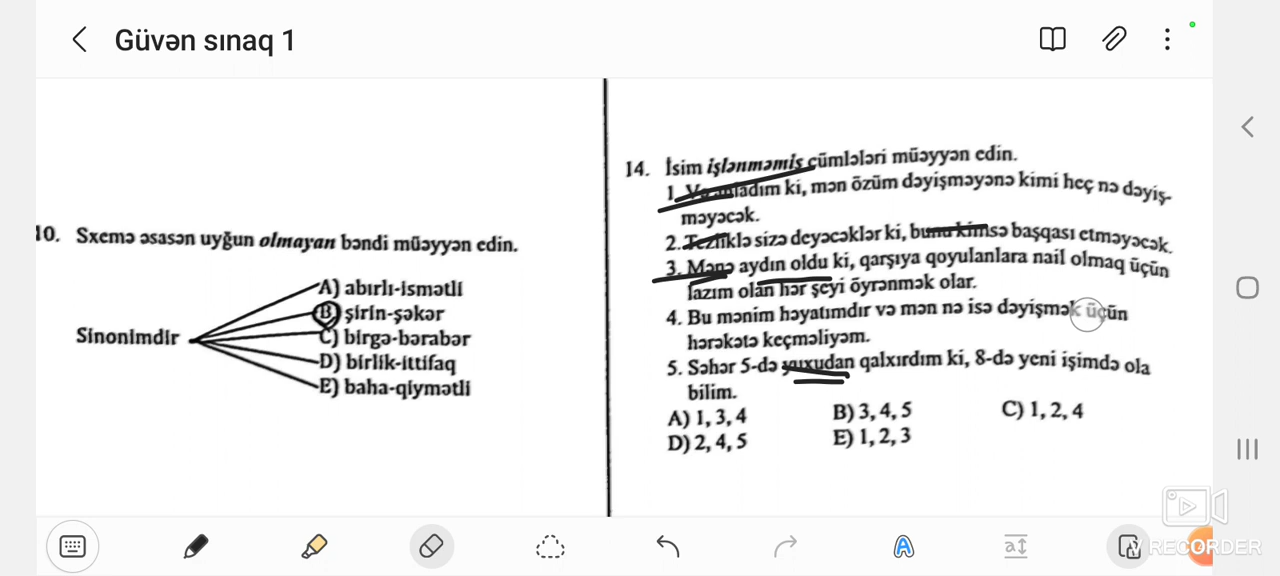 Güvən sınaq 1
10. Sxemə əsasən uyğun olmayan bəndi müəyyən edin.
Sinonimdir
A) abırlı-ismətli
B) şirin-şəkər
C) birgə-bərabər
D) birlik-ittifaq
E) baha-qiymətli
14. İsim işlənməmiş cümlələri müəyyən edin.
1. ki, mən özüm dəyişməyənə kimi heç nə dəyiş-
məyəcək.
2. Tezliklə sizə deyəcəklər ki, bunu kimsə başqası etməyəcək.
3. Mənə aydın oldu ki, qarşıya qoyulanlara nail olmaq üçün
lazım olan hər şeyi öyrənmək olar.
4. Bu mənim həyatımdır və mən nə isə dəyişmək üçün
hərəkətə keçməliyəm.
5. Səhər 5-də yuxudan qalxırdım ki, 8-də yeni işimdə ola
bilim.
A) 1, 3, 4 B) 3, 4, 5 C) 1, 2, 4
D) 2, 4, 5 E) 1, 2, 3
RECORDER